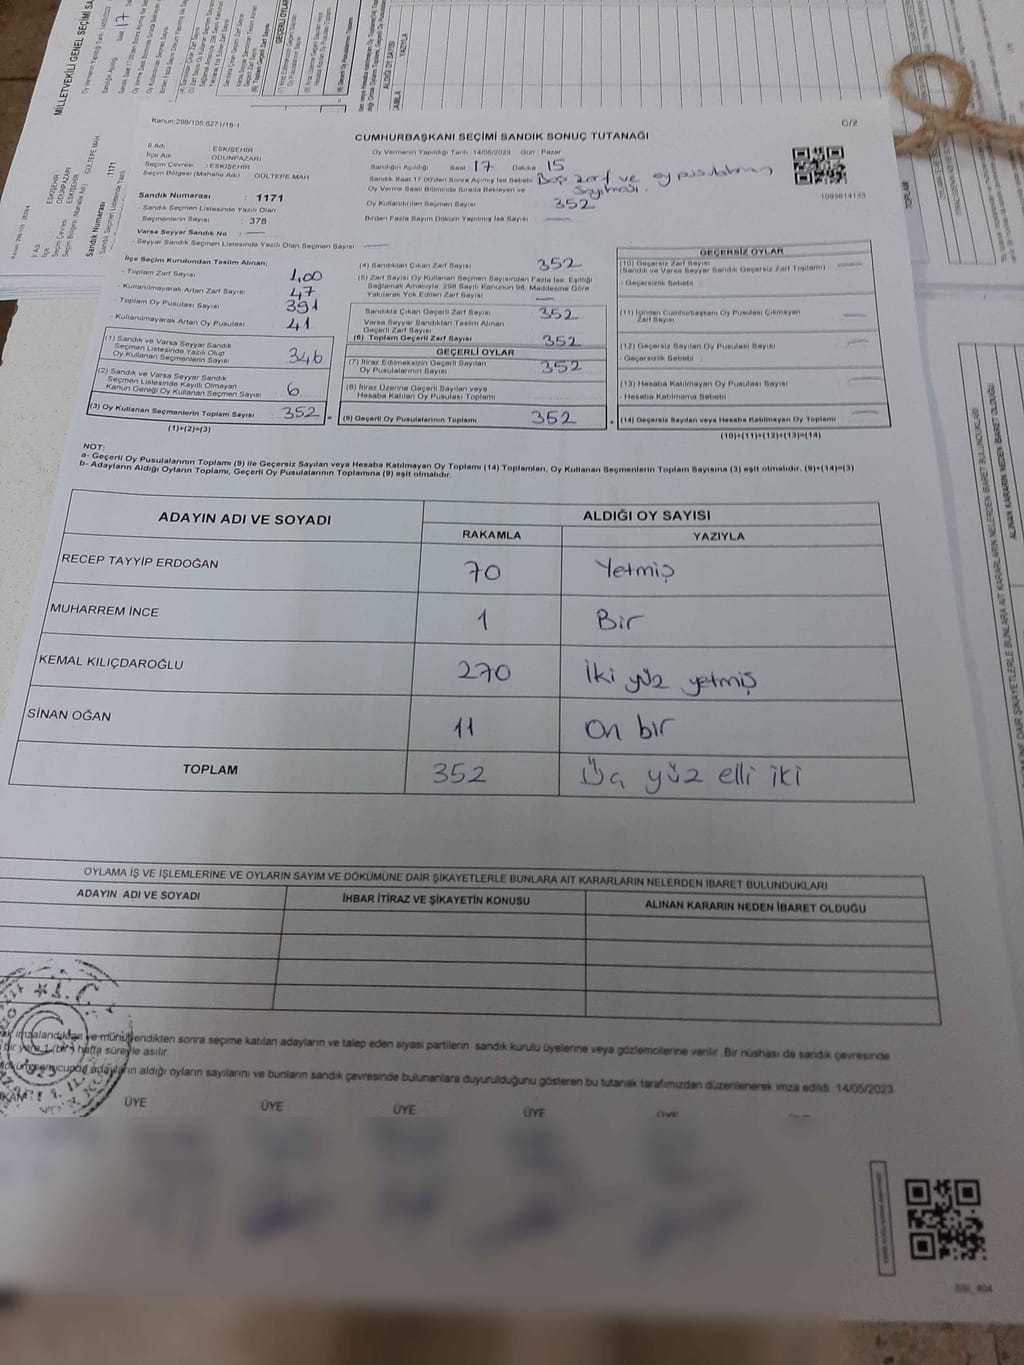 MİLLETVEKİLİ GENEL SEÇİMİ SA
Kanun: 298/105,6271/18-1
C/2
CUMHURBAŞKANI SEÇİMİ SANDIK SONUÇ TUTANAĞI
İl Adı : ESKİŞEHİR
İlçe Adı : ODUNPAZARI
Seçim Çevresi : ESKİŞEHİR
Seçim Bölgesi (Mahalle Adı) : GÜLTEPE MAH
Oy Vermenin Yapıldığı Tarih : 14/05/2023 Gün : Pazar
Sandığın Açıldığı Saat 17 Dakika 15
Sandık Saat 17.00'den Sonra Açılmış İse Sebebi Boş zarf ve oy pusulalarının sayılması.
Oy Verme Saati Bitiminde Sırada Bekleyen ve
Oy Kullandırılan Seçmen Sayısı 352
Birden Fazla Sayım Döküm Yapılmış İse Sayısı :
Sandık Numarası : 1171
- Sandık Seçmen Listesinde Yazılı Olan
Seçmenlerin Sayısı : 378
Varsa Seyyar Sandık No :
- Seyyar Sandık Seçmen Listesinde Yazılı Olan Seçmen Sayısı
İlçe Seçim Kurulundan Teslim Alınan;
- Toplam Zarf Sayısı 400
- Kullanılmayarak Artan Zarf Sayısı 47
- Toplam Oy Pusulası Sayısı 391
- Kullanılmayarak Artan Oy Pusulası 41
(1) Sandık ve Varsa Seyyar Sandık
Seçmen Listesinde Yazılı Olup
Oy Kullanan Seçmenlerin Sayısı 346
(2) Sandık ve Varsa Seyyar Sandık
Seçmen Listesinde Kayıtlı Olmayan
Kanun Gereği Oy Kullanan Seçmen Sayısı 6
(3) Oy Kullanan Seçmenlerin Toplam Sayısı 352
(1)+(2)=(3)
(4) Sandıktan Çıkan Zarf Sayısı 352
(5) Zarf Sayısı Oy Kullanan Seçmen Sayısından Fazla İse, Eşitliği
Sağlamak Amacıyla, 298 Sayılı Kanunun 98. Maddesine Göre
Yakılarak Yok Edilen Zarf Sayısı
Sandıkta Çıkan Geçerli Zarf Sayısı 352
Varsa Seyyar Sandıktan Teslim Alınan
Geçerli Zarf Sayısı
(6) Toplam Geçerli Zarf Sayısı 352
GEÇERLİ OYLAR
(7) İtiraz Edilmeksizin Geçerli Sayılan
Oy Pusulalarının Sayısı 352
(8) İtiraz Üzerine Geçerli Sayılan veya
Hesaba Katılan Oy Pusulası Toplamı
(9) Geçerli Oy Pusulalarının Toplamı 352
GEÇERSİZ OYLAR
(10) Geçersiz Zarf Sayısı
(Sandık ve Varsa Seyyar Sandık Geçersiz Zarf Toplamı)
- Geçersizlik Sebebi :
(11) İçinden Cumhurbaşkanı Oy Pusulası Çıkmayan
Zarf Sayısı
(12) Geçersiz Sayılan Oy Pusulası Sayısı
- Geçersizlik Sebebi :
(13) Hesaba Katılmayan Oy Pusulası Sayısı
- Hesaba Katılmama Sebebi
(14) Geçersiz Sayılan veya Hesaba Katılmayan Oy Toplamı
(10)+(11)+(12)+(13)=(14)
NOT:
a- Geçerli Oy Pusulalarının Toplamı (9) ile Geçersiz Sayılan veya Hesaba Katılmayan Oy Toplamı (14) Toplamları, Oy Kullanan Seçmenlerin Toplam Sayısına (3) eşit olmalıdır. (9)+(14)=(3)
b- Adayların Aldığı Oyların Toplamı, Geçerli Oy Pusulalarının Toplamına (9) eşit olmalıdır.
ADAYIN ADI VE SOYADI
ALDIĞI OY SAYISI
RAKAMLA YAZIYLA
RECEP TAYYİP ERDOĞAN 70 Yetmiş
MUHARREM İNCE 1 Bir
KEMAL KILIÇDAROĞLU 270 İki yüz yetmiş
SİNAN OĞAN 11 On bir
TOPLAM 352 Üç yüz elli iki
OYLAMA İŞ VE İŞLEMLERİNE VE OYLARIN SAYIM VE DÖKÜMÜNE DAİR ŞİKAYETLERLE BUNLARA AİT KARARLARIN NELERDEN İBARET BULUNDUKLARI
ADAYIN ADI VE SOYADI İHBAR İTİRAZ VE ŞİKAYETİN KONUSU ALINAN KARARIN NEDEN İBARET OLDUĞU
imzalandıktan ve mühürlendikten sonra seçime katılan adayların ve talep eden siyasi partilerin sandık kurulu üyelerine veya gözlemcilerine verilir. Bir nüshası da sandık çevresinde
bir yere 1 (bir) hafta süreyle asılır.
adayların aldığı oyların sayılarını ve bunların sandık çevresinde bulunanlara duyurulduğunu gösteren bu tutanak tarafımızdan düzenlenerek imza edildi. 14/05/2023
ÜYE ÜYE ÜYE ÜYE